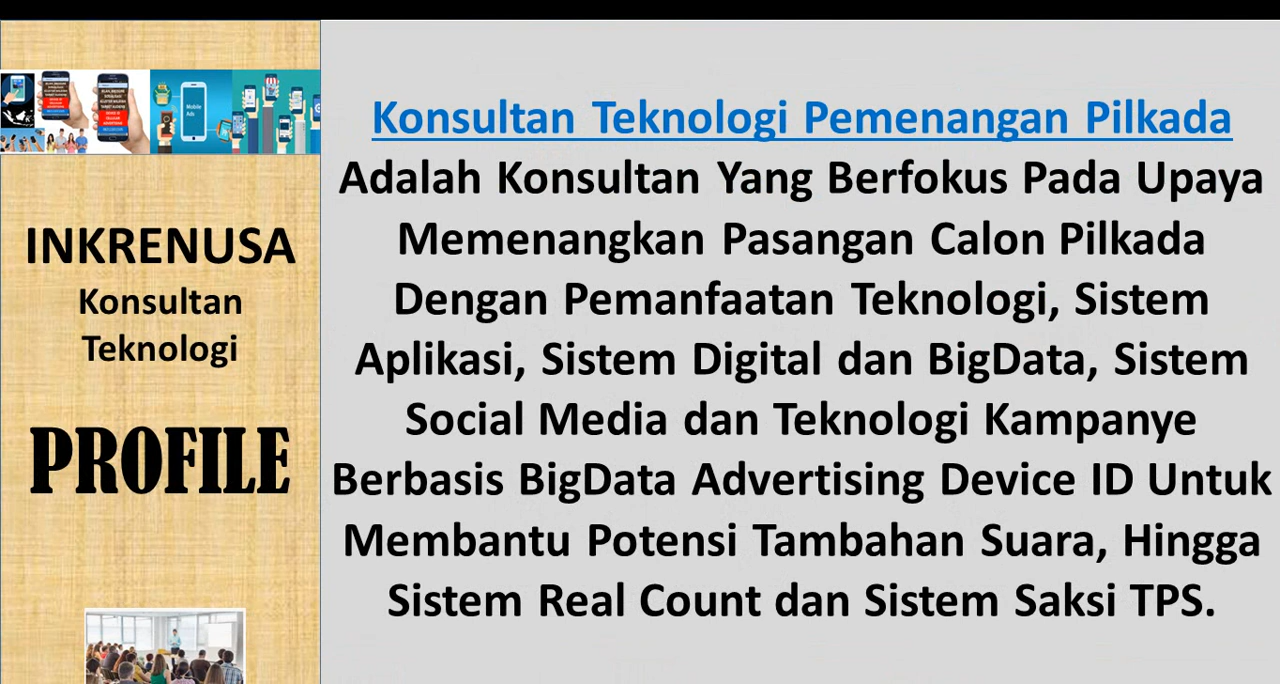 INKRENUSA
Konsultan
Teknologi
PROFILE
Konsultan Teknologi Pemenangan Pilkada
Adalah Konsultan Yang Berfokus Pada Upaya
Memenangkan Pasangan Calon Pilkada
Dengan Pemanfaatan Teknologi, Sistem
Aplikasi, Sistem Digital dan BigData, Sistem
Social Media dan Teknologi Kampanye
Berbasis BigData Advertising Device ID Untuk
Membantu Potensi Tambahan Suara, Hingga
Sistem Real Count dan Sistem Saksi TPS.